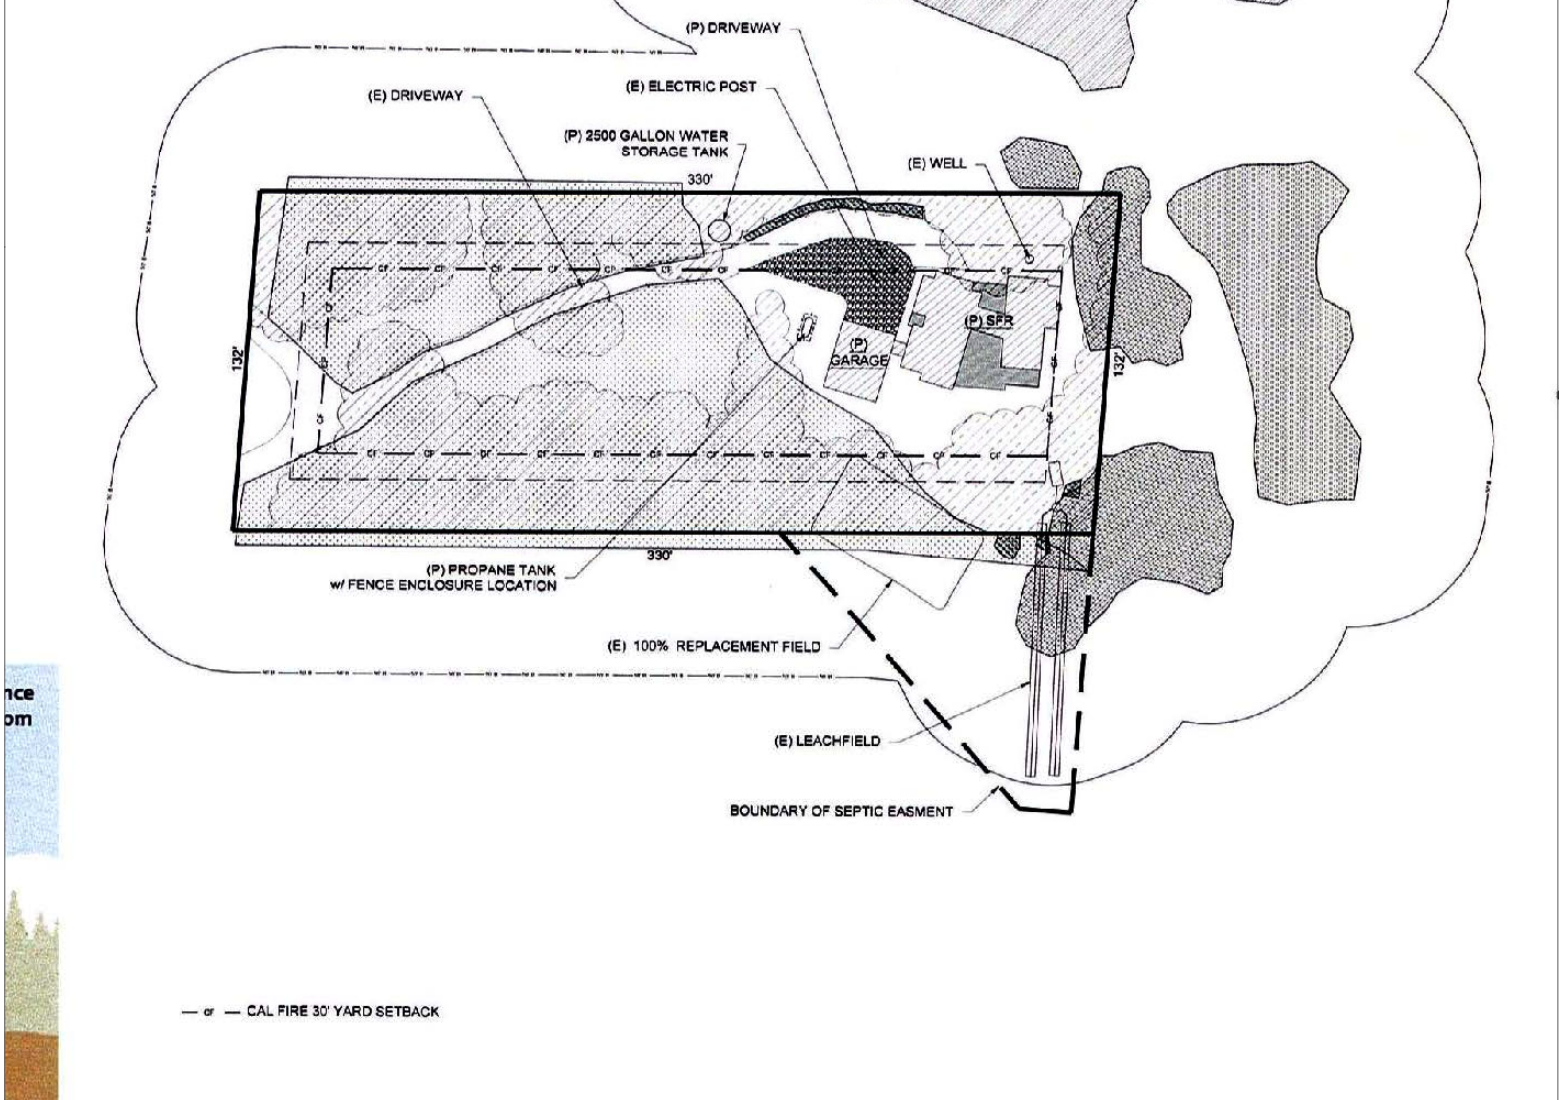 (P) DRIVEWAY
(E) ELECTRIC POST
(E) DRIVEWAY
(P) 2500 GALLON WATER
STORAGE TANK
(E) WELL
330'
132'
(P) SFR
(P)
GARAGE
132'
330'
(P) PROPANE TANK
w/ FENCE ENCLOSURE LOCATION
(E) 100% REPLACEMENT FIELD
(E) LEACHFIELD
BOUNDARY OF SEPTIC EASMENT
nce
om
CF CAL FIRE 30' YARD SETBACK